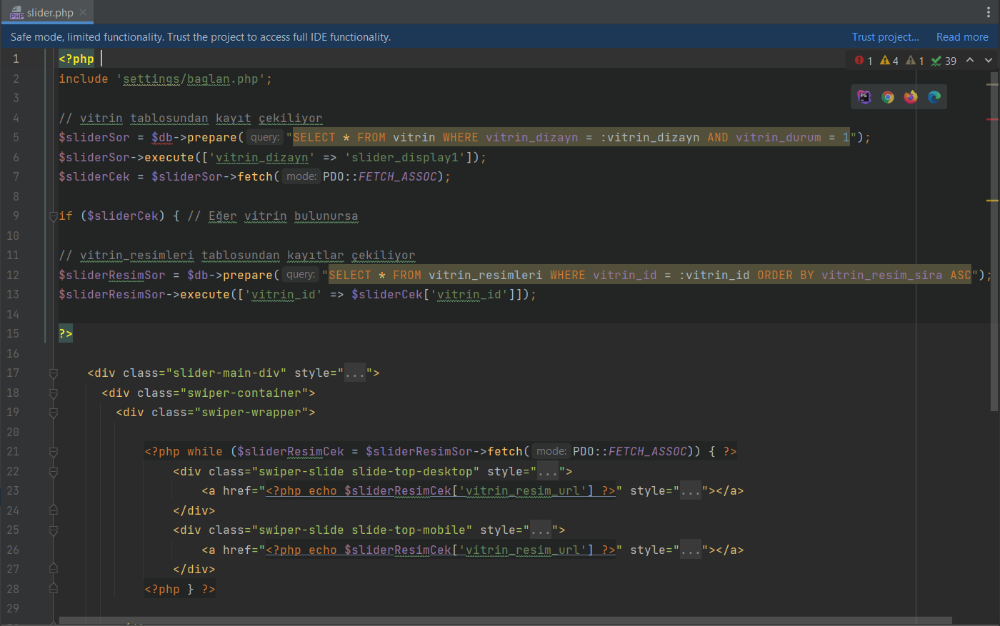 slider.php
Safe mode, limited functionality. Trust the project to access full IDE functionality. Trust project... Read more
1 <?php
1 4 1 39
2 include 'settings/baglan.php';
3
4 // vitrin tablosundan kayıt çekiliyor
5 $sliderSor = $db->prepare( query: "SELECT * FROM vitrin WHERE vitrin_dizayn = :vitrin_dizayn AND vitrin_durum = 1");
6 $sliderSor->execute(['vitrin_dizayn' => 'slider_display1']);
7 $sliderCek = $sliderSor->fetch( mode: PDO::FETCH_ASSOC);
8
9 if ($sliderCek) { // Eğer vitrin bulunursa
10
11 // vitrin_resimleri tablosundan kayıtlar çekiliyor
12 $sliderResimSor = $db->prepare( query: "SELECT * FROM vitrin_resimleri WHERE vitrin_id = :vitrin_id ORDER BY vitrin_resim_sira ASC");
13 $sliderResimSor->execute(['vitrin_id' => $sliderCek['vitrin_id']]);
14
15 ?>
16
17 <div class="slider-main-div" style="...">
18 <div class="swiper-container">
19 <div class="swiper-wrapper">
20
21 <?php while ($sliderResimCek = $sliderResimSor->fetch( mode: PDO::FETCH_ASSOC)) { ?>
22 <div class="swiper-slide slide-top-desktop" style="...">
23 <a href="<?php echo $sliderResimCek['vitrin_resim_url'] ?>" style="..."></a>
24 </div>
25 <div class="swiper-slide slide-top-mobile" style="...">
26 <a href="<?php echo $sliderResimCek['vitrin_resim_url'] ?>" style="..."></a>
27 </div>
28 <?php } ?>
29